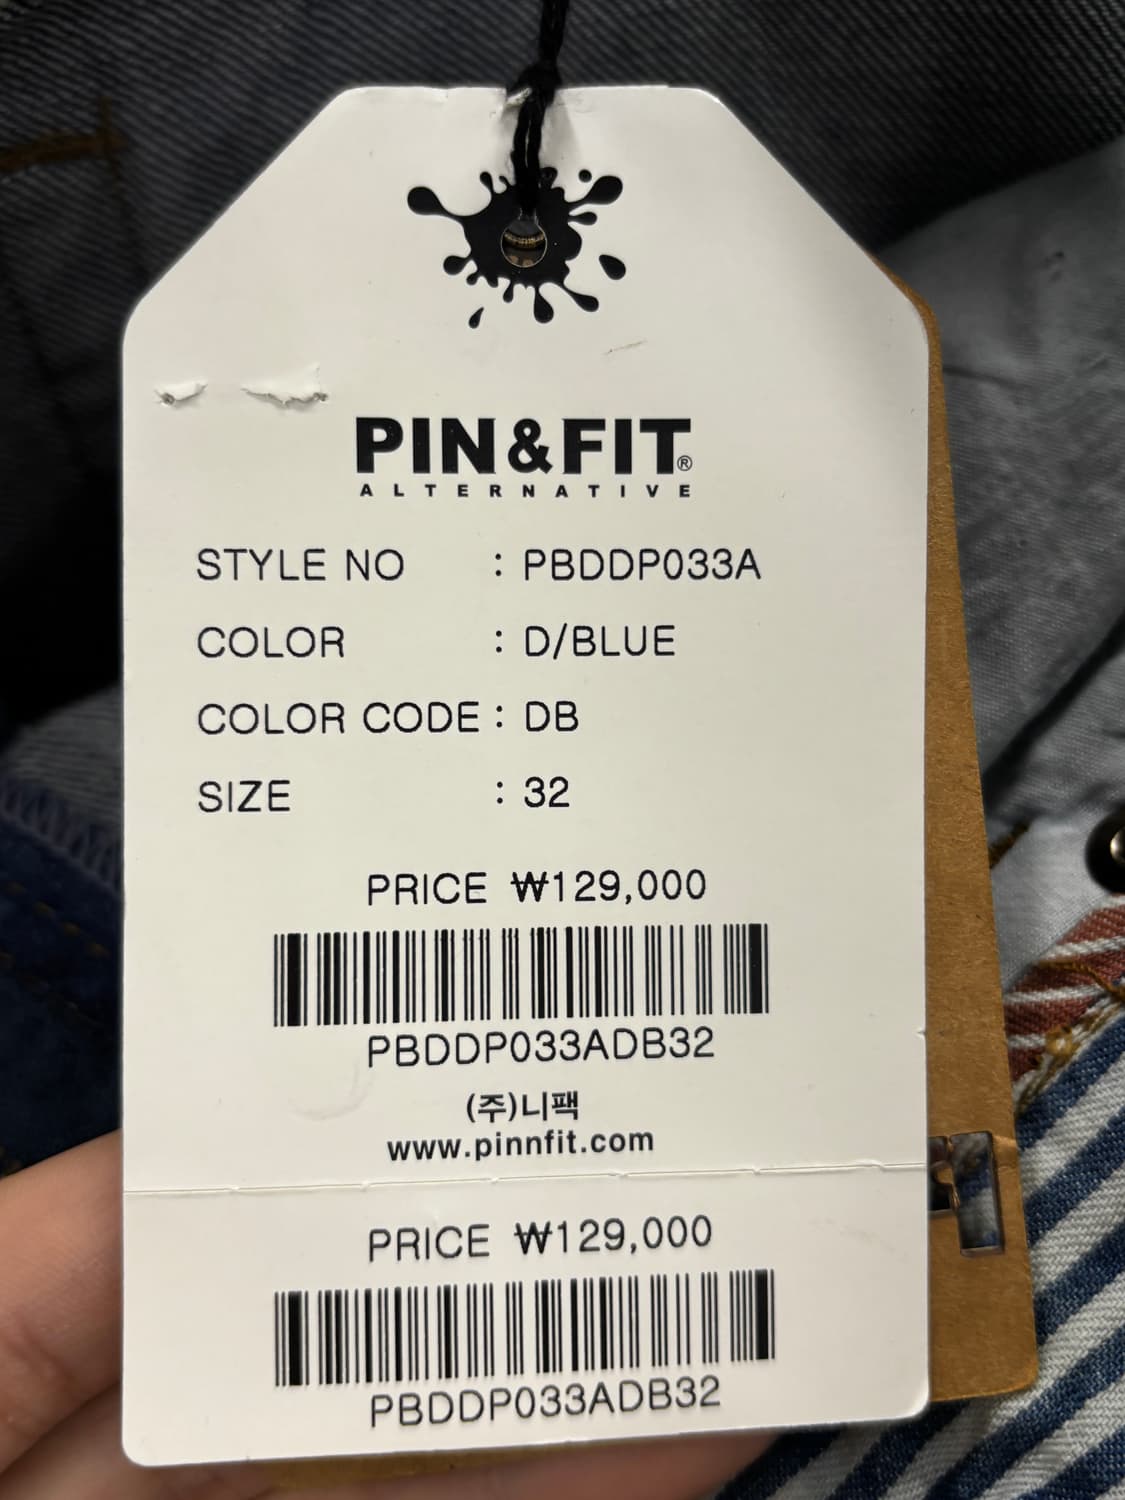 PIN&FIT®
ALTERNATIVE
STYLE NO : PBDDP033A
COLOR : D/BLUE
COLOR CODE : DB
SIZE : 32
PRICE ₩129,000
PBDDP033ADB32
(주)니팩
www.pinnfit.com
PRICE ₩129,000
PBDDP033ADB32